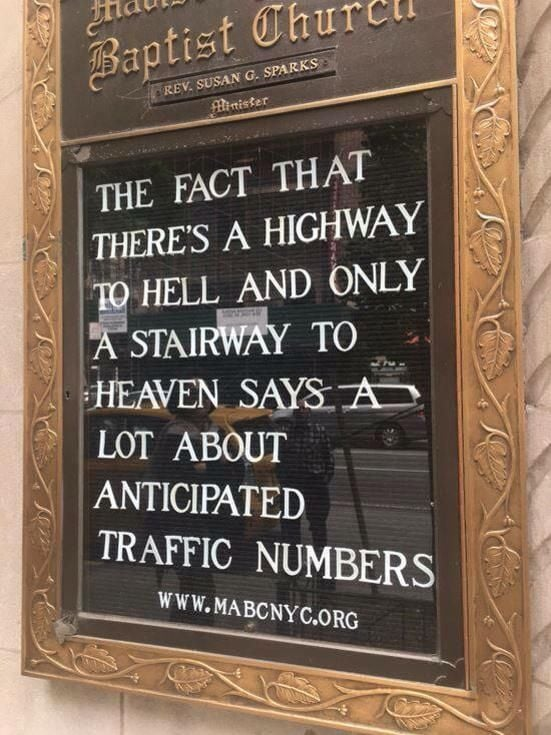 Baptist Church
REV. SUSAN G. SPARKS
Minister
THE FACT THAT
THERE'S A HIGHWAY
TO HELL AND ONLY
A STAIRWAY TO
HEAVEN SAYS A
LOT ABOUT
ANTICIPATED
TRAFFIC NUMBERS
WWW.MABCNYC.ORG